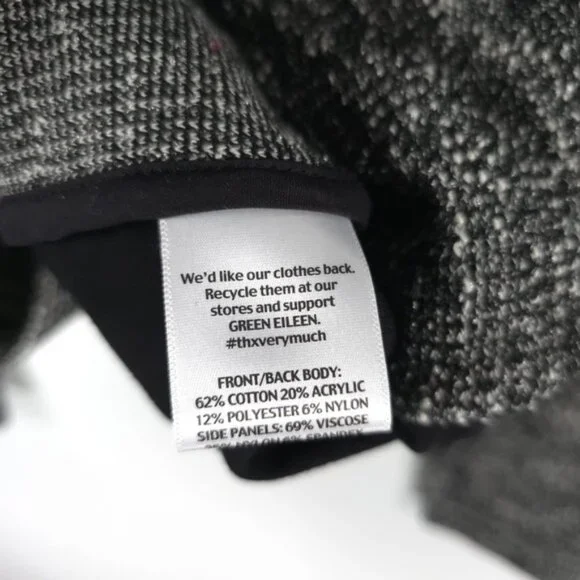 We'd like our clothes back.
Recycle them at our
stores and support
GREEN EILEEN.
#thxverymuch
FRONT/BACK BODY:
62% COTTON 20% ACRYLIC
12% POLYESTER 6% NYLON
SIDE PANELS: 69% VISCOSE